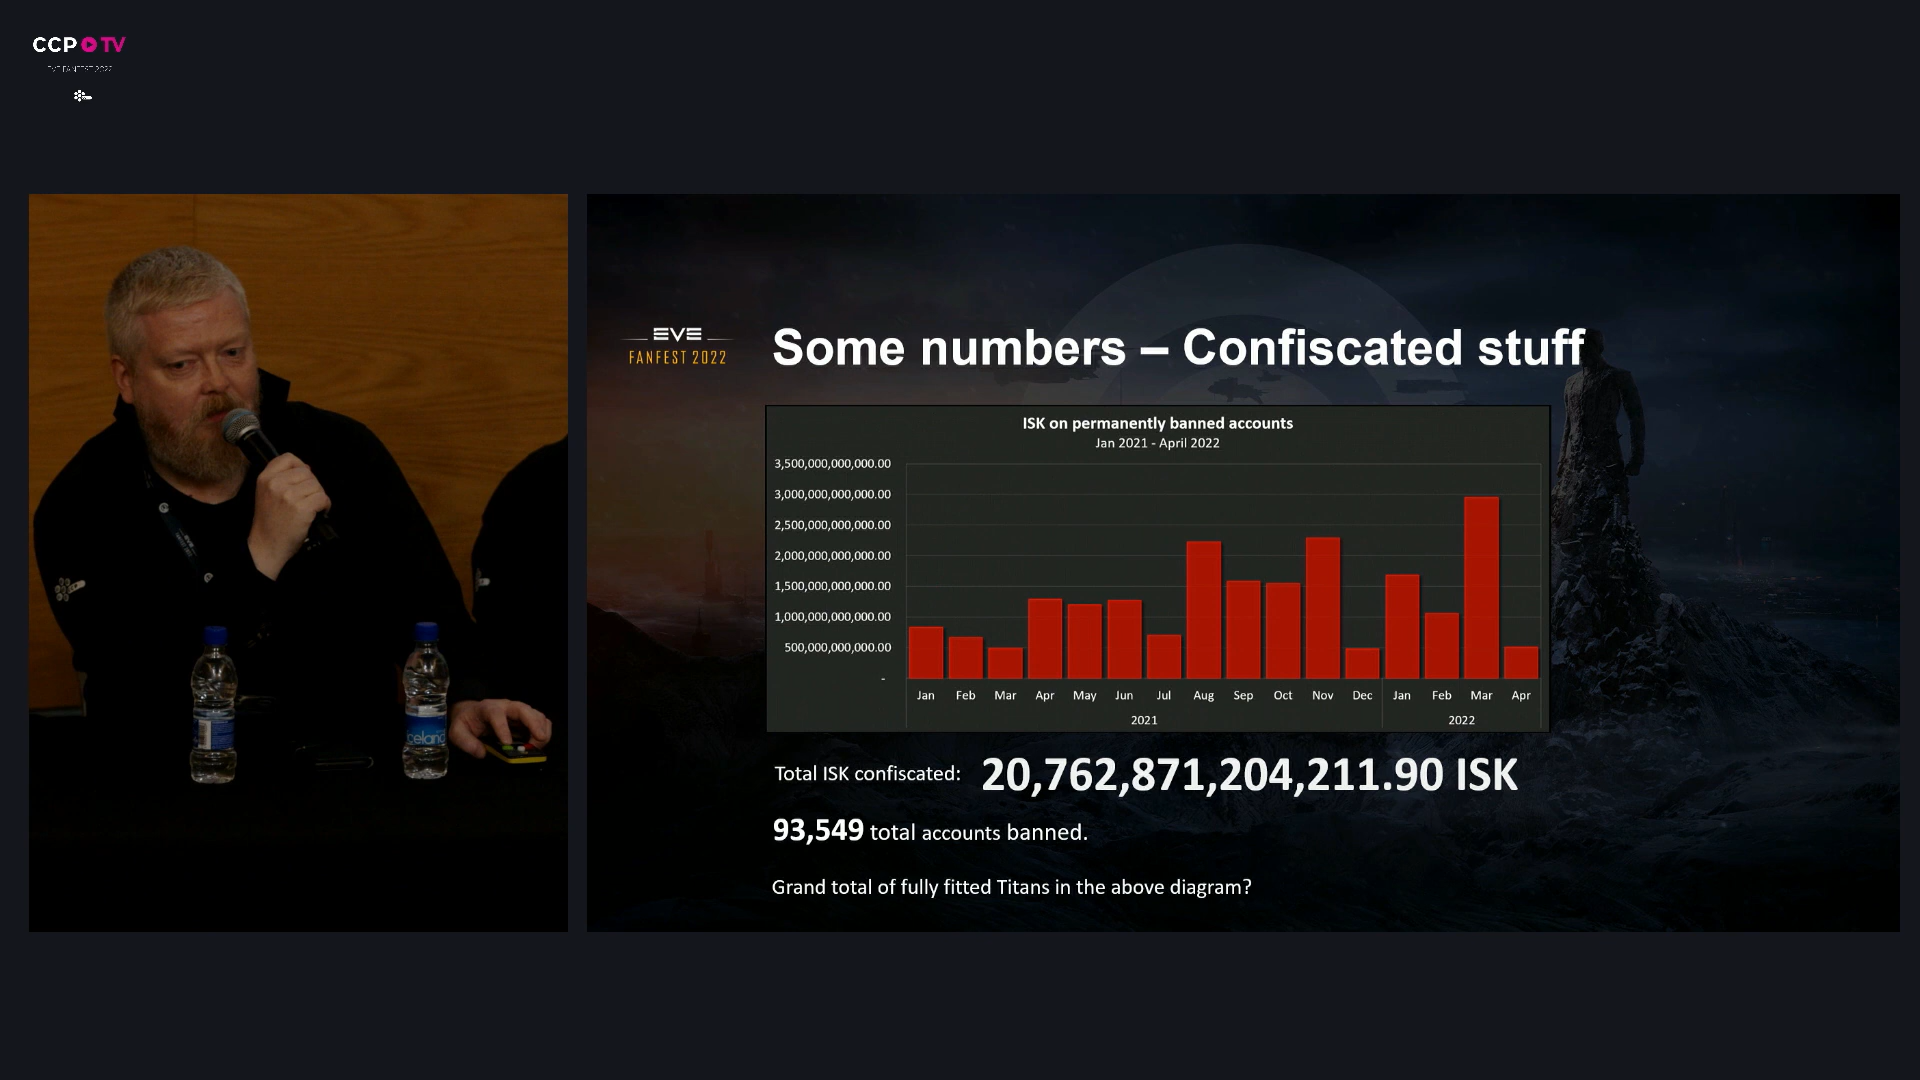 CCP TV
EVE FANFEST 2022
EVE
FANFEST 2022
Some numbers – Confiscated stuff
ISK on permanently banned accounts
Jan 2021 - April 2022
3,500,000,000,000.00
3,000,000,000,000.00
2,500,000,000,000.00
2,000,000,000,000.00
1,500,000,000,000.00
1,000,000,000,000.00
500,000,000,000.00
-
Jan Feb Mar Apr May Jun Jul Aug Sep Oct Nov Dec Jan Feb Mar Apr
2021 2022
Total ISK confiscated: 20,762,871,204,211.90 ISK
93,549 total accounts banned.
Grand total of fully fitted Titans in the above diagram?